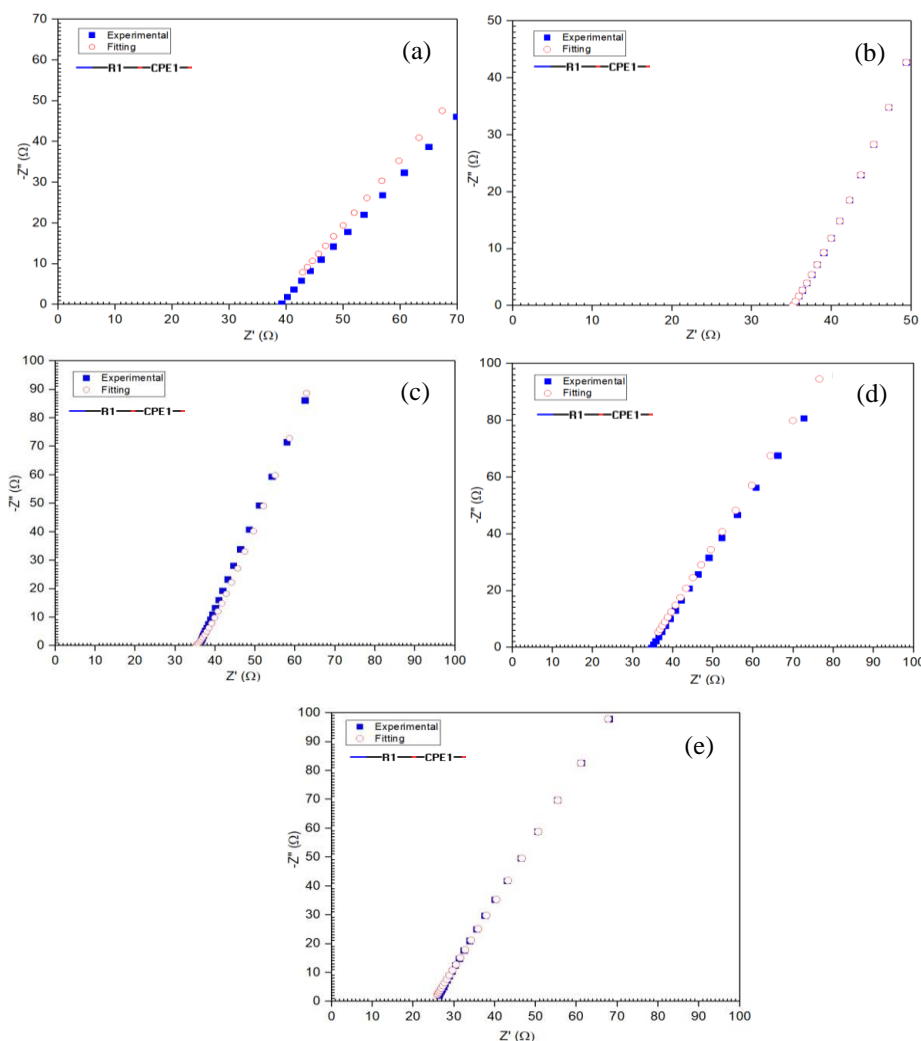 (a)
Experimental
Fitting
R1 CPE1
-Z" (Ω)
70
60
50
40
30
20
10
0
0 10 20 30 40 50 60 70
Z' (Ω)
(b)
Experimental
Fitting
R1 CPE1
-Z" (Ω)
50
40
30
20
10
0
0 10 20 30 40 50
Z' (Ω)
(c)
Experimental
Fitting
R1 CPE1
-Z" (Ω)
100
90
80
70
60
50
40
30
20
10
0
0 10 20 30 40 50 60 70 80 90 100
Z' (Ω)
(d)
Experimental
Fitting
R1 CPE1
-Z" (Ω)
100
80
60
40
20
0
0 10 20 30 40 50 60 70 80 90 100
Z' (Ω)
(e)
Experimental
Fitting
R1 CPE1
-Z" (Ω)
100
90
80
70
60
50
40
30
20
10
0
0 10 20 30 40 50 60 70 80 90 100
Z' (Ω)